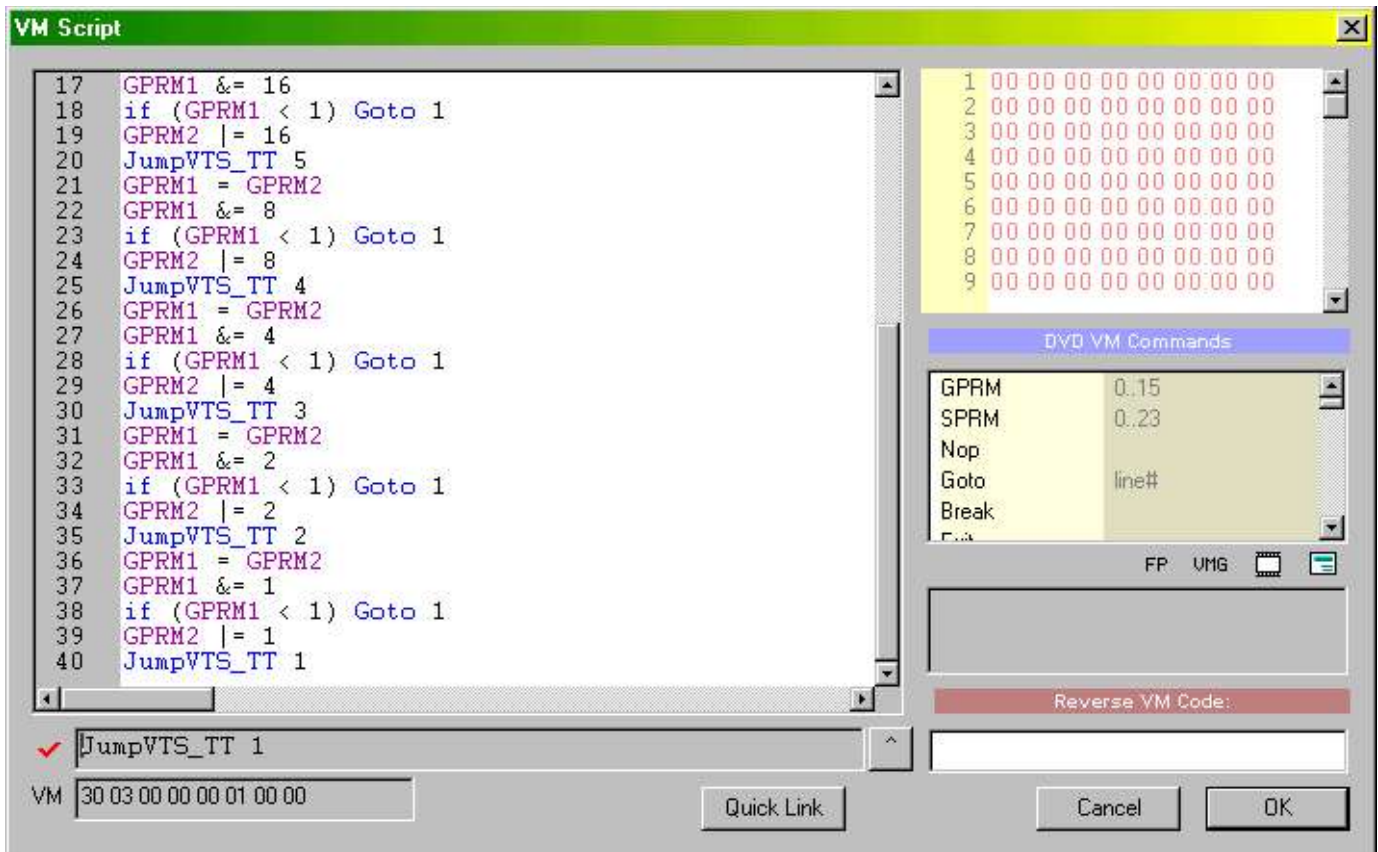 VM Script
17 GPRM1 &= 16
18 if (GPRM1 < 1) Goto 1
19 GPRM2 |= 16
20 JumpVTS_TT 5
21 GPRM1 = GPRM2
22 GPRM1 &= 8
23 if (GPRM1 < 1) Goto 1
24 GPRM2 |= 8
25 JumpVTS_TT 4
26 GPRM1 = GPRM2
27 GPRM1 &= 4
28 if (GPRM1 < 1) Goto 1
29 GPRM2 |= 4
30 JumpVTS_TT 3
31 GPRM1 = GPRM2
32 GPRM1 &= 2
33 if (GPRM1 < 1) Goto 1
34 GPRM2 |= 2
35 JumpVTS_TT 2
36 GPRM1 = GPRM2
37 GPRM1 &= 1
38 if (GPRM1 < 1) Goto 1
39 GPRM2 |= 1
40 JumpVTS_TT 1
JumpVTS_TT 1
^
VM 30 03 00 00 00 01 00 00
Quick Link
1 00 00 00 00 00 00 00 00
2 00 00 00 00 00 00 00 00
3 00 00 00 00 00 00 00 00
4 00 00 00 00 00 00 00 00
5 00 00 00 00 00 00 00 00
6 00 00 00 00 00 00 00 00
7 00 00 00 00 00 00 00 00
8 00 00 00 00 00 00 00 00
9 00 00 00 00 00 00 00 00
DVD VM Commands
GPRM 0..15
SPRM 0..23
Nop
Goto line#
Break
FP VMG
Reverse VM Code:
Cancel OK